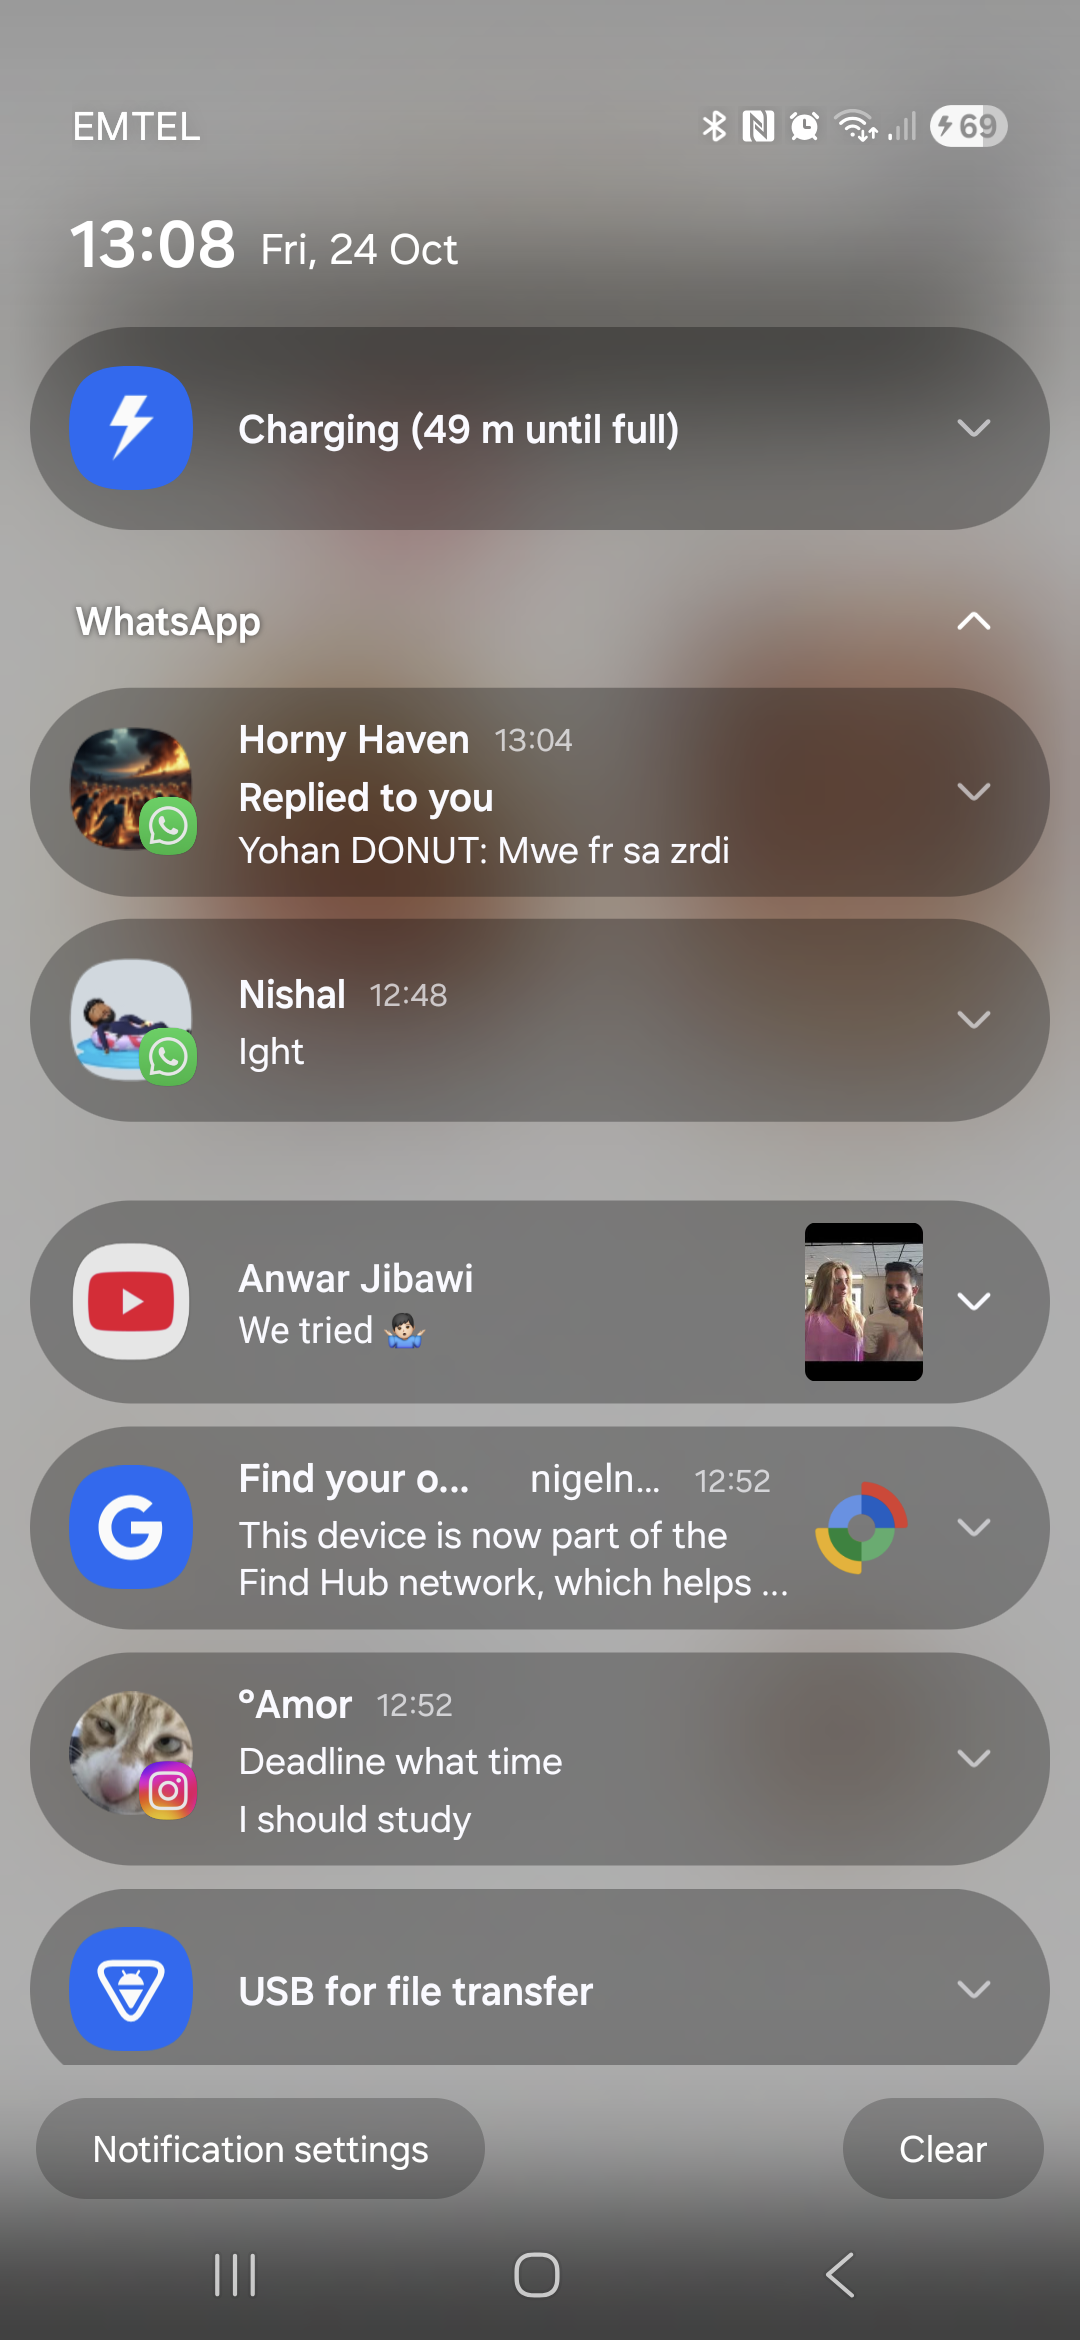 EMTEL
69
13:08 Fri, 24 Oct
Charging (49 m until full)
WhatsApp
Horny Haven 13:04
Replied to you
Yohan DONUT: Mwe fr sa zrdi
Nishal 12:48
Ight
Anwar Jibawi
We tried 🤷🏻‍♂️
Find your o... nigeln... 12:52
This device is now part of the
Find Hub network, which helps ...
°Amor 12:52
Deadline what time
I should study
USB for file transfer
Notification settings
Clear